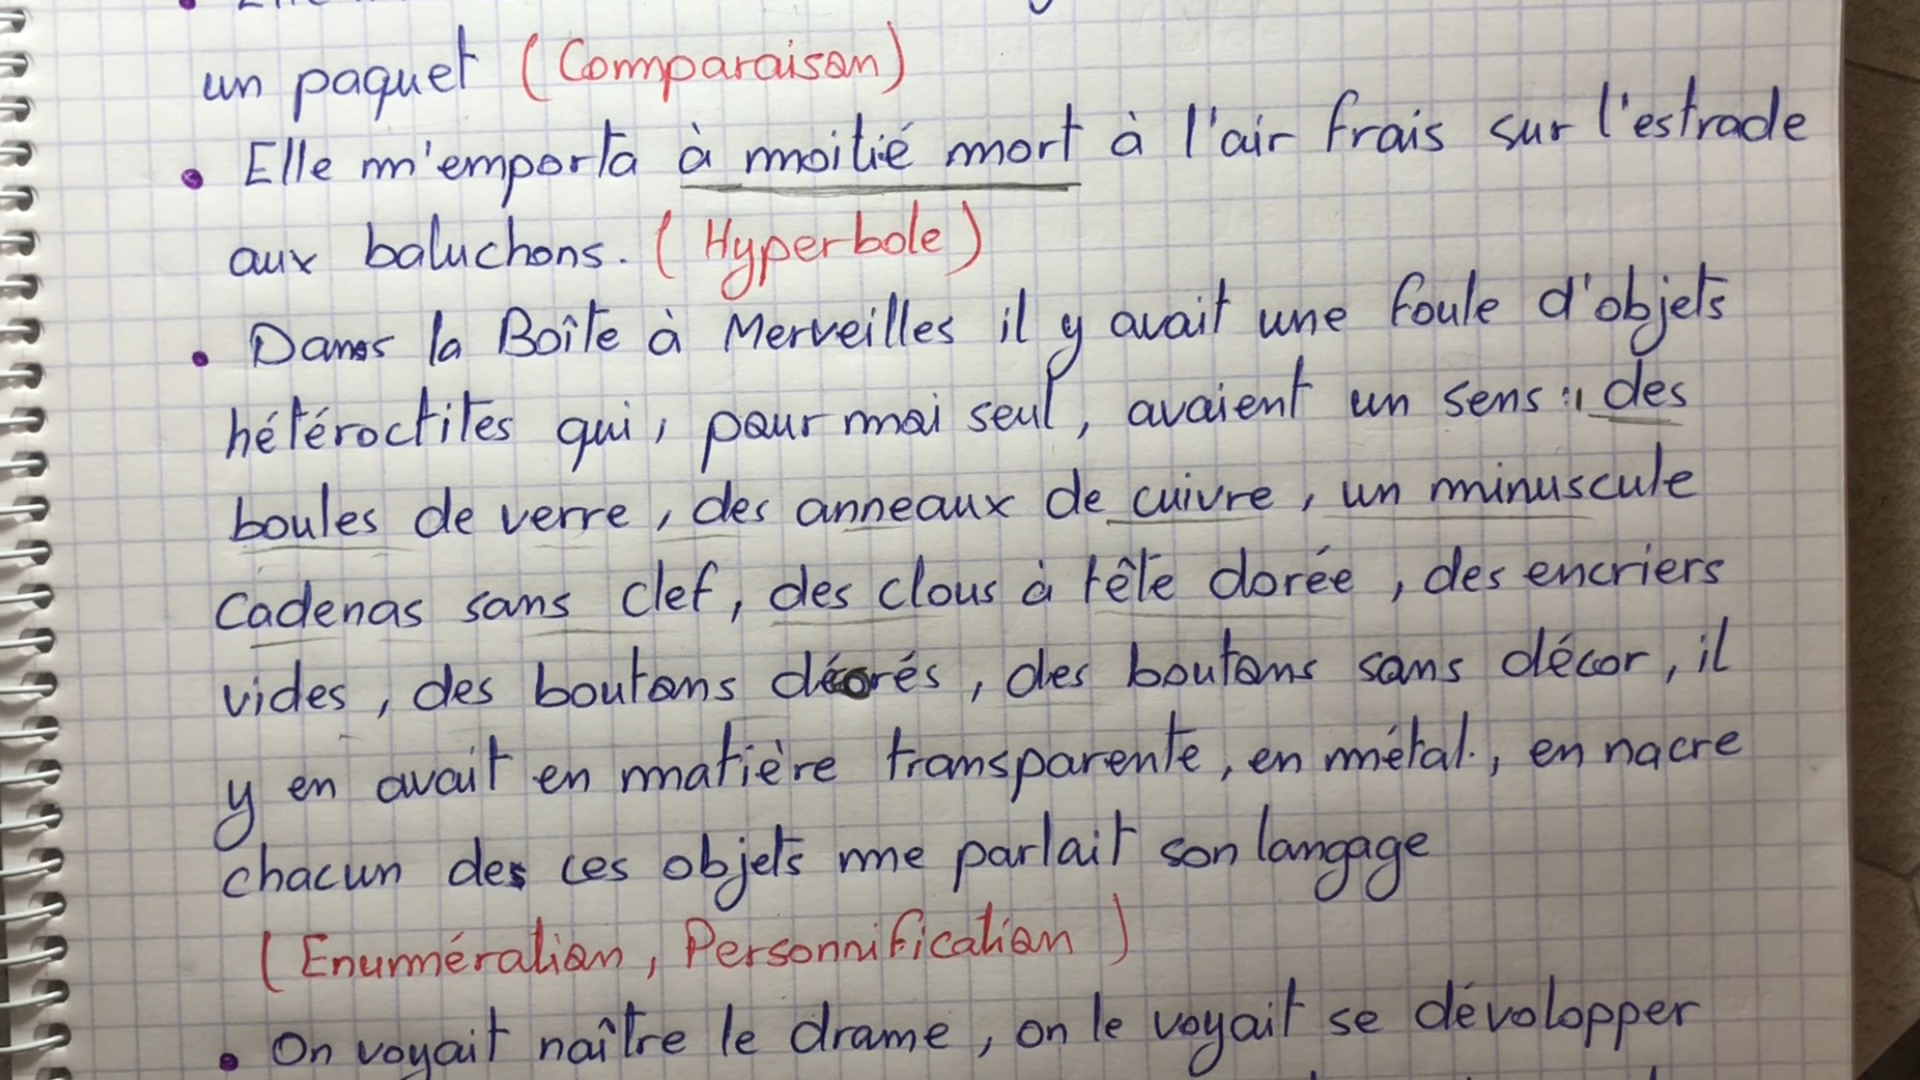 un paquet (Comparaison)
• Elle m'emporta à moitié mort à l'air frais sur l'estrade
aux baluchons. (Hyperbole)
• Dans la Boîte à Merveilles il y avait une foule d'objets
hétéroctites qui, pour moi seul, avaient un sens : des
boules de verre, des anneaux de cuivre, un minuscule
cadenas sans clef, des clous à tête dorée, des encriers
vides, des boutons décorés, des boutons sans décor, il
y en avait en matière transparente, en métal., en nacre
chacun des ces objets me parlait son langage
(Enumération, Personnification)
• On voyait naître le drame, on le voyait se dévolopper